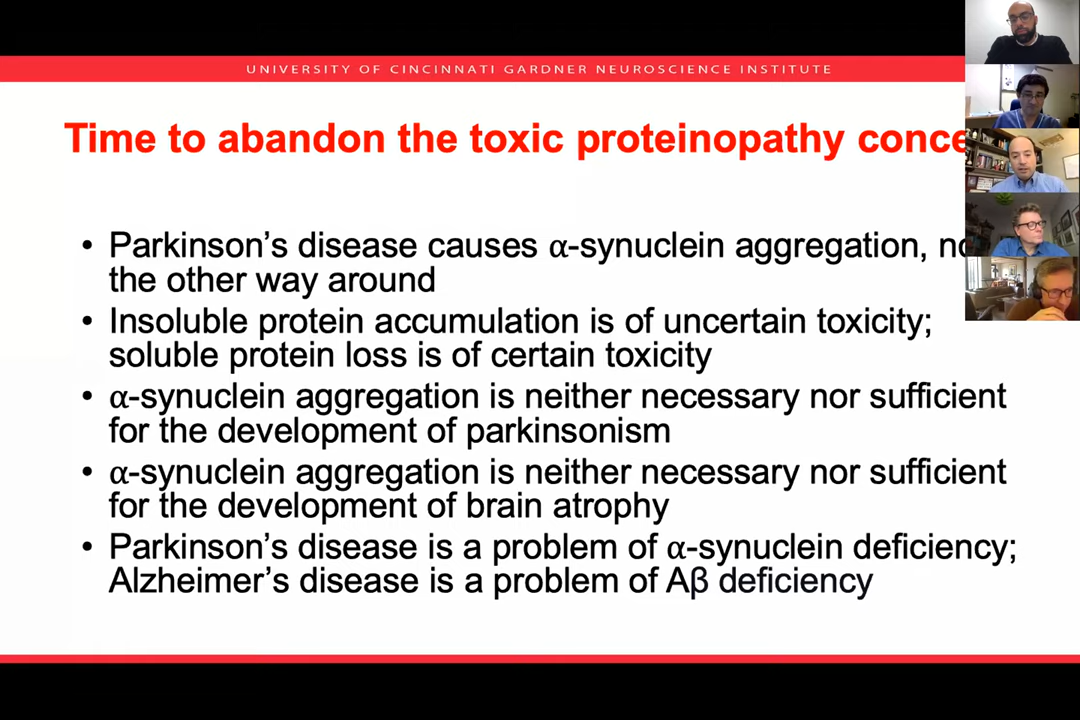 UNIVERSITY OF CINCINNATI GARDNER NEUROSCIENCE INSTITUTE
Time to abandon the toxic proteinopathy conce
• Parkinson's disease causes α-synuclein aggregation, no
the other way around
• Insoluble protein accumulation is of uncertain toxicity;
soluble protein loss is of certain toxicity
• α-synuclein aggregation is neither necessary nor sufficient
for the development of parkinsonism
• α-synuclein aggregation is neither necessary nor sufficient
for the development of brain atrophy
• Parkinson's disease is a problem of α-synuclein deficiency;
Alzheimer's disease is a problem of Aβ deficiency